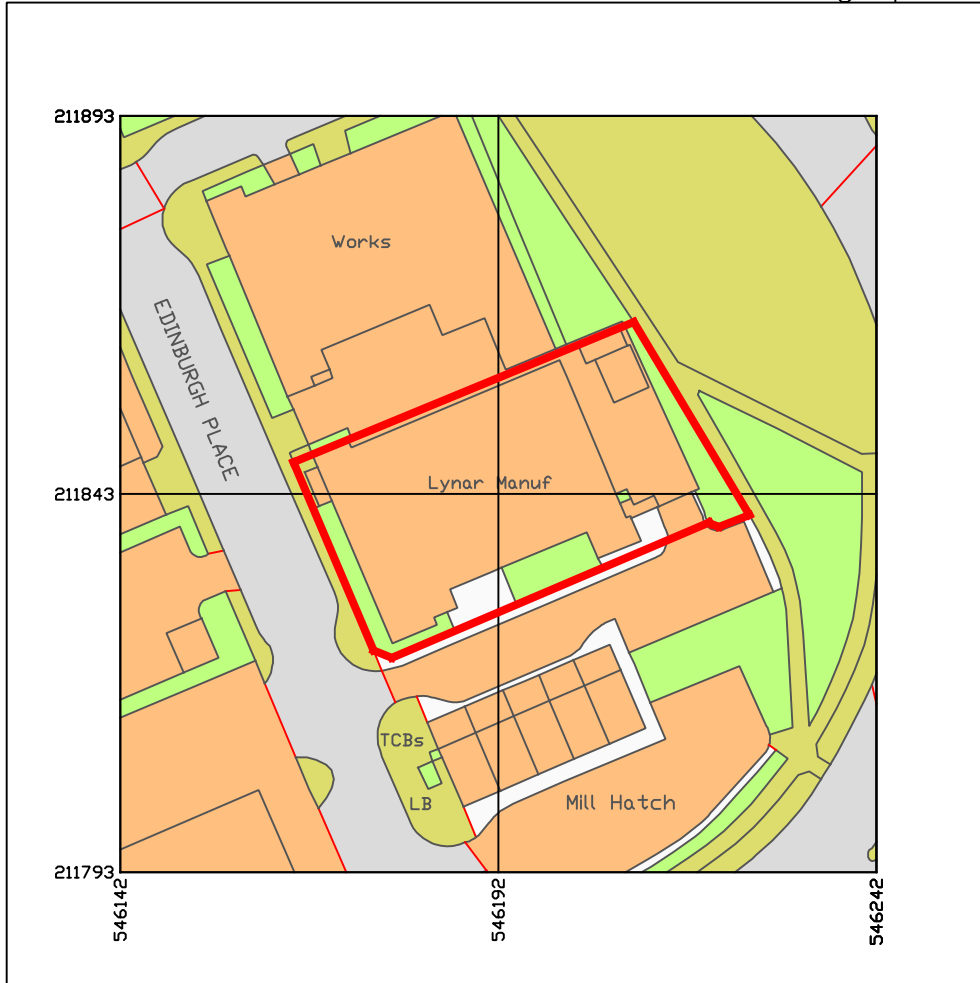 211893
Works
EDINBURGH PLACE
Lynar Manuf
211843
TCBs
LB
Mill Hatch
211793
546142
546192
546242